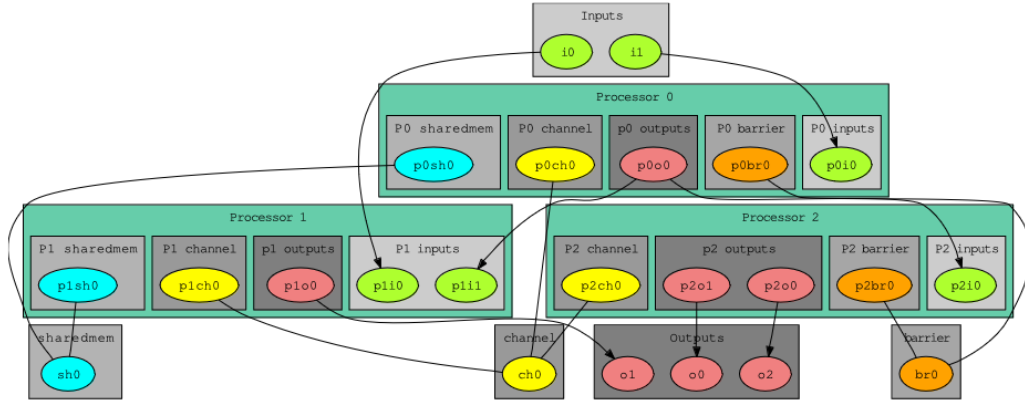 Inputs
i0 i1
Processor 0
P0 sharedmem P0 channel p0 outputs P0 barrier P0 inputs
p0sh0 p0ch0 p0o0 p0br0 p0i0
Processor 1 Processor 2
P1 sharedmem P1 channel p1 outputs P1 inputs P2 channel p2 outputs P2 barrier P2 inputs
p1sh0 p1ch0 p1o0 p1i0 p1i1 p2ch0 p2o1 p2o0 p2br0 p2i0
sharedmem channel Outputs barrier
sh0 ch0 o1 o0 o2 br0